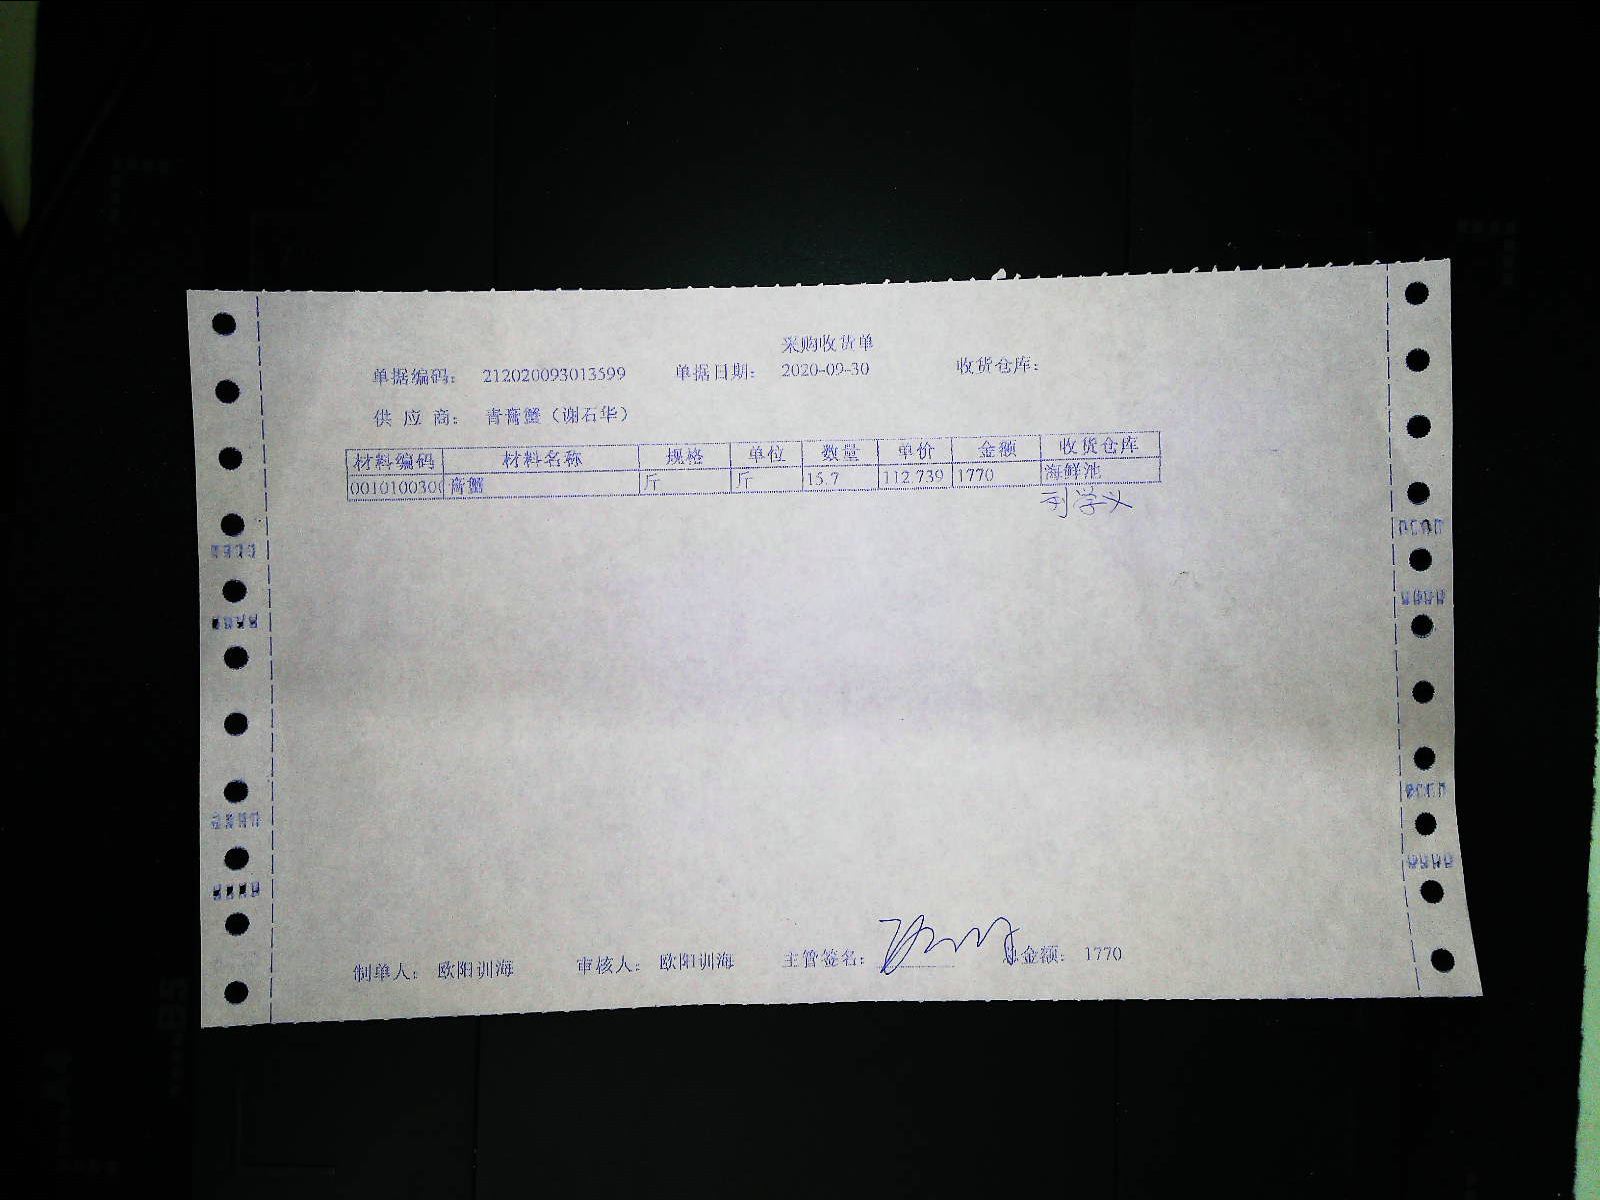 采购收货单
单据编码： 212020093013599 单据日期： 2020-09-30 收货仓库：
供 应 商： 青膏蟹（谢石华）
材料编码 材料名称 规格 单位 数量 单价 金额 收货仓库
0010100300 膏蟹 斤 斤 15.7 112.739 1770 海鲜池
制单人： 欧阳训海 审核人： 欧阳训海 主管签名： 总金额： 1770